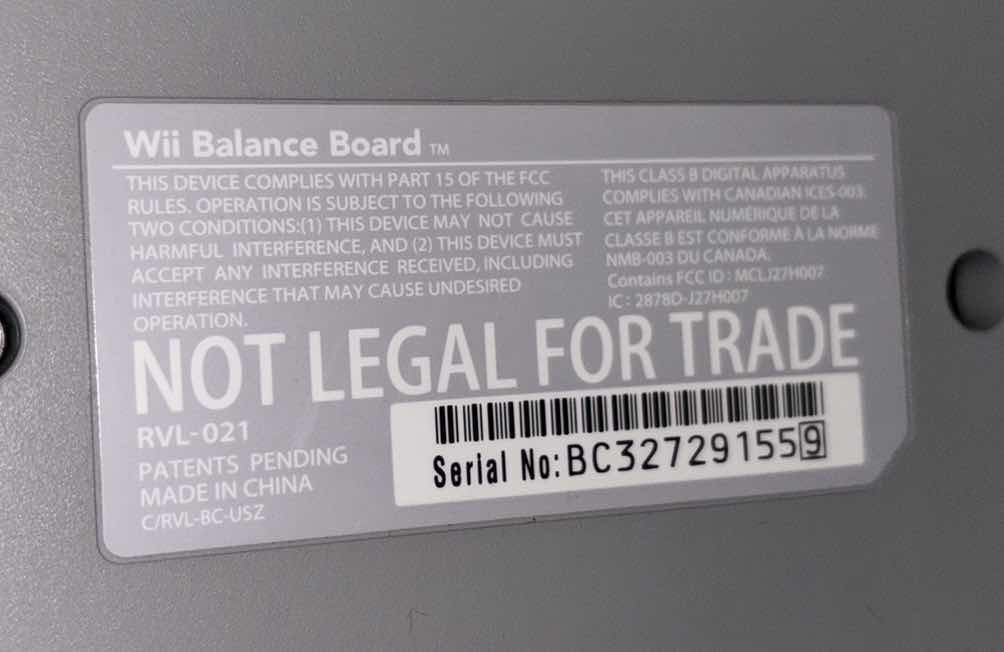 Wii Balance Board TM
THIS DEVICE COMPLIES WITH PART 15 OF THE FCC
RULES. OPERATION IS SUBJECT TO THE FOLLOWING
TWO CONDITIONS:(1) THIS DEVICE MAY NOT CAUSE
HARMFUL INTERFERENCE, AND (2) THIS DEVICE MUST
ACCEPT ANY INTERFERENCE RECEIVED, INCLUDING
INTERFERENCE THAT MAY CAUSE UNDESIRED
OPERATION.
THIS CLASS B DIGITAL APPARATUS
COMPLIES WITH CANADIAN ICES-003.
CET APPAREIL NUMÉRIQUE DE LA
CLASSE B EST CONFORME À LA NORME
NMB-003 DU CANADA.
Contains FCC ID : MCLJ27H007
IC : 2878D-J27H007
NOT LEGAL FOR TRADE
RVL-021
PATENTS PENDING
MADE IN CHINA
C/RVL-BC-USZ
Serial No:BC327291559